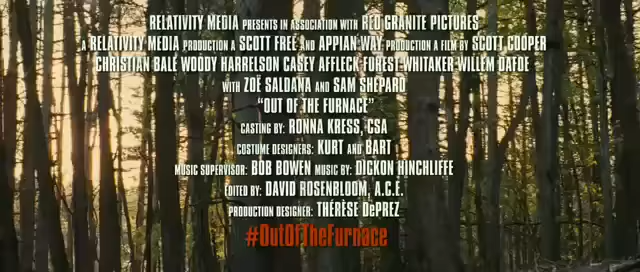 RELATIVITY MEDIA PRESENTS IN ASSOCIATION WITH RED GRANITE PICTURES
A RELATIVITY MEDIA PRODUCTION A SCOTT FREE AND APPIAN WAY PRODUCTION A FILM BY SCOTT COOPER
CHRISTIAN BALE WOODY HARRELSON CASEY AFFLECK FOREST WHITAKER WILLEM DAFOE
WITH ZOË SALDANA AND SAM SHEPARD
"OUT OF THE FURNACE"
CASTING BY: RONNA KRESS, CSA
COSTUME DESIGNERS: KURT AND BART
MUSIC SUPERVISOR: BOB BOWEN MUSIC BY: DICKON HINCHLIFFE
EDITED BY: DAVID ROSENBLOOM, A.C.E.
PRODUCTION DESIGNER: THÉRÈSE DePREZ
#OutOfTheFurnace